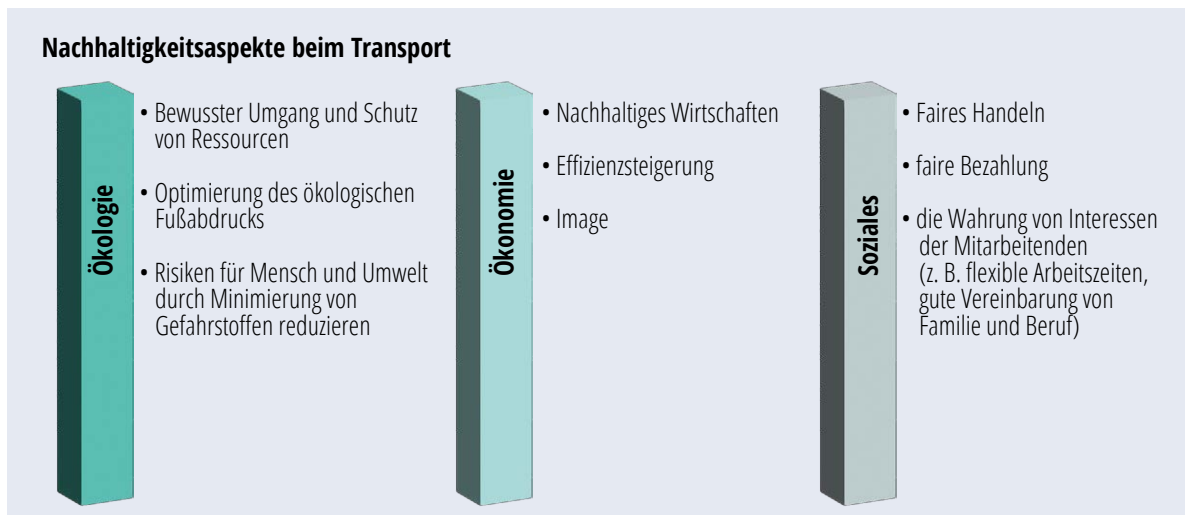 Nachhaltigkeitsaspekte beim Transport
Ökologie
• Bewusster Umgang und Schutz
von Ressourcen
• Optimierung des ökologischen
Fußabdrucks
• Risiken für Mensch und Umwelt
durch Minimierung von
Gefahrstoffen reduzieren
Ökonomie
• Nachhaltiges Wirtschaften
• Effizienzsteigerung
• Image
Soziales
• Faires Handeln
• faire Bezahlung
• die Wahrung von Interessen
der Mitarbeitenden
(z. B. flexible Arbeitszeiten,
gute Vereinbarung von
Familie und Beruf)